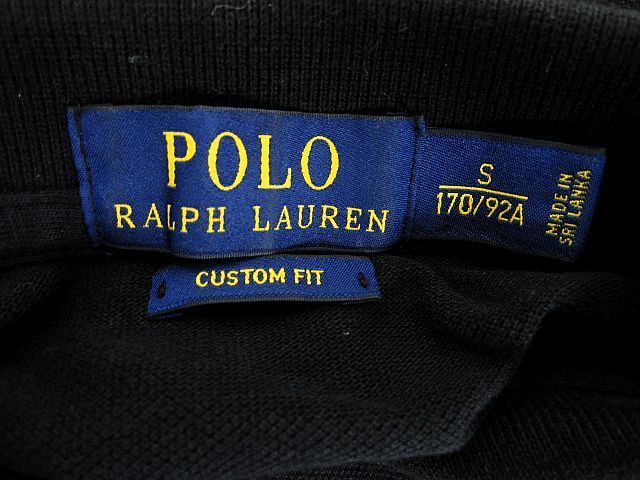 POLO
RALPH LAUREN
S
170/92A
MADE IN
SRI LANKA
CUSTOM FIT